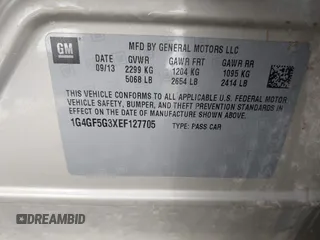 GM
MFD BY GENERAL MOTORS LLC
DATE GVWR GAWR FRT GAWR RR
09/13 2299 KG 1204 KG 1095 KG
5068 LB 2654 LB 2414 LB
THIS VEHICLE CONFORMS TO ALL APPLICABLE U.S. FEDERAL MOTOR
VEHICLE SAFETY, BUMPER, AND THEFT PREVENTION STANDARDS
IN EFFECT ON THE DATE OF MANUFACTURE SHOWN ABOVE.
1G4GF5G3XEF127705 TYPE: PASS CAR
DREAMBID